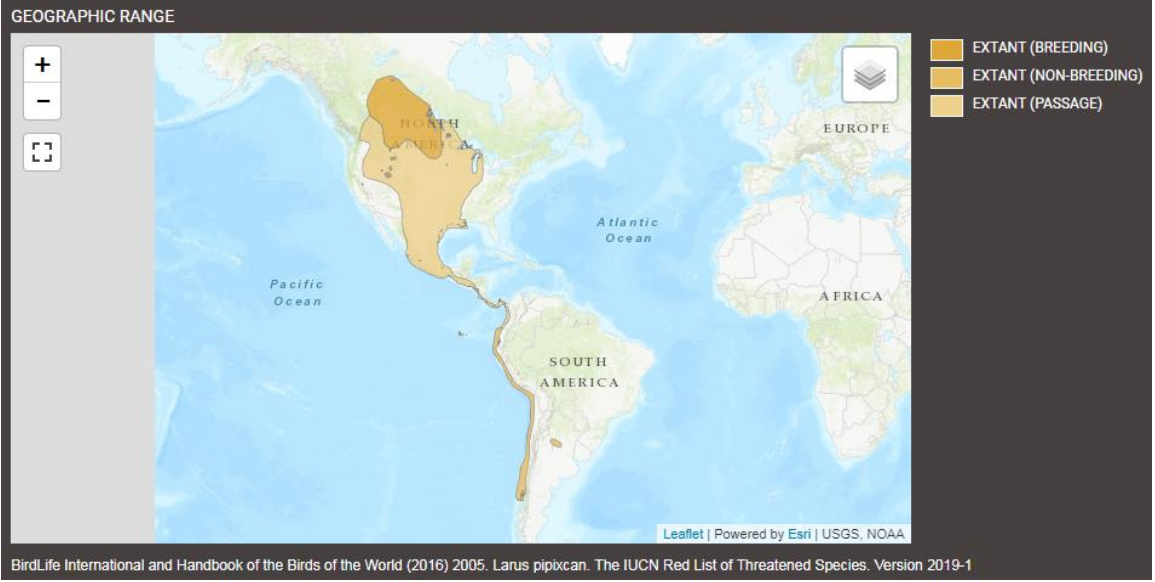 GEOGRAPHIC RANGE
+
−
EXTANT (BREEDING)
EXTANT (NON-BREEDING)
EXTANT (PASSAGE)
NORTH
AMERICA
EUROPE
Atlantic
Ocean
Pacific
Ocean
AFRICA
SOUTH
AMERICA
Leaflet | Powered by Esri | USGS, NOAA
BirdLife International and Handbook of the Birds of the World (2016) 2005. Larus pipixcan. The IUCN Red List of Threatened Species. Version 2019-1